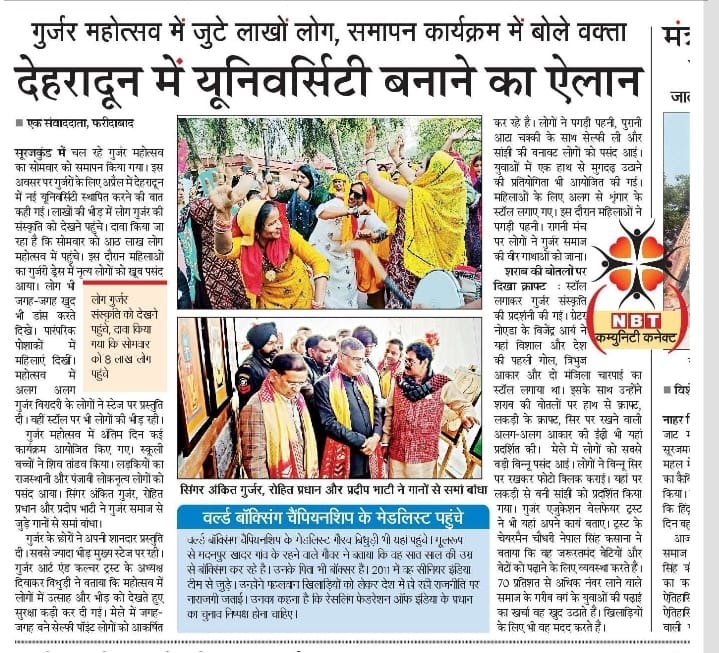 गुर्जर महोत्सव में जुटे लाखों लोग, समापन कार्यक्रम में बोले वक्ता
देहरादून में यूनिवर्सिटी बनाने का ऐलान
■ एक संवाददाता, फरीदाबाद
सूरजकुंड में चल रहे गुर्जर महोत्सव
का सोमवार को समापन किया गया। इस
अवसर पर गुर्जरों के लिए अप्रैल में देहरादून
में नई यूनिवर्सिटी स्थापित करने की बात
कही गई। लाखों की भीड़ में लोग गुर्जर की
संस्कृति को देखने पहुंचे। दावा किया जा
रहा है कि सोमवार को आठ लाख लोग
महोत्सव में पहुंचे। इस दौरान महिलाओं
का गुर्जरी ड्रेस में नृत्य लोगों को खूब पसंद
आया। लोग भी
जगह-जगह खुद
भी डांस करते
दिखे। पारंपरिक
पोशाकों में
महिलाएं दिखीं।
महोत्सव में
अलग अलग
गुर्जर बिरादरी के लोगों ने स्टेज पर प्रस्तुति
दी। वहीं स्टॉल पर भी लोगों की भीड़ रही।
गुर्जर महोत्सव में अंतिम दिन कई
कार्यक्रम आयोजित किए गए। स्कूली
बच्चों ने शिव तांडव किया। लड़कियों का
राजस्थानी और पंजाबी लोकनृत्य लोगों को
पसंद आया। सिंगर अंकित गुर्जर, रोहित
प्रधान और प्रदीप भाटी ने गुर्जर समाज से
जुड़े गानों से समां बांधा।
गुर्जर के छोरों ने अपनी शानदार प्रस्तुति
दी। सबसे ज्यादा भीड़ मुख्य स्टेज पर रही।
गुर्जर आर्ट एंड कल्चर ट्रस्ट के अध्यक्ष
दिवाकर बिधूड़ी ने बताया कि महोत्सव में
लोगों में उत्साह और भीड़ को देखते हुए
सुरक्षा कड़ी कर दी गई। मेले में जगह-
जगह बने सेल्फी पॉइंट लोगों को आकर्षित
लोग गुर्जर
संस्कृति को देखने
पहुंचे, दावा किया
गया कि सोमवार
को 8 लाख लोग
पहुंचे
सिंगर अंकित गुर्जर, रोहित प्रधान और प्रदीप भाटी ने गानों से समां बांधा
वर्ल्ड बॉक्सिंग चैंपियनशिप के मेडलिस्ट पहुंचे
वर्ल्ड बॉक्सिंग चैंपियनशिप के मेडलिस्ट गौरव बिधूड़ी भी यहां पहुंचे। मूलरूप
से मदनपुर खादर गांव के रहने वाले गौरव ने बताया कि वह सात साल की उम्र
से बॉक्सिंग कर रहे हैं। उनके पिता भी बॉक्सर हैं। 2011 में वह सीनियर इंडिया
टीम से जुड़े। उन्होंने पहलवान खिलाड़ियों को लेकर देश में हो रही राजनीति पर
नाराजगी जताई। उनका कहना है कि रेसलिंग फेडरेशन ऑफ इंडिया के प्रधान
का चुनाव निष्पक्ष होना चाहिए।
कर रहे है। लोगों ने पगड़ी पहनी, पुरानी
आठा चक्की के साथ सेल्फी ली और
सांझी की बनावट लोगों को पसंद आई।
युवाओं में एक हाथ से मुगदड़ उठाने
की प्रतियोगिता भी आयोजित की गई।
महिलाओं के लिए अलग से श्रृंगार के
स्टॉल लगाए गए। इस दौरान महिलाओं ने
पगड़ी पहनी। रागनी मंच
पर लोगों ने गुर्जर समाज
की वीर गाथाओं को जाना।
शराब की बोतलों पर
दिखा क्राफ्ट : स्टॉल
लगाकर गुर्जर संस्कृति
की प्रदर्शनी की गई। ग्रेटर
नोएडा के बिजेंद्र आर्य ने
यहां विशाल और देश
की पहली गोल, त्रिभुज
आकार और दो मंजिला चारपाई का
स्टॉल लगाया था। इसके साथ उन्होंने
शराब की बोतलों पर हाथ से क्राफ्ट,
लकड़ी के क्राफ्ट, सिर पर रखने वाली
अलग-अलग आकार की ईंढ़ी भी यहां
प्रदर्शित की। मेले में लोगों को सबसे
बड़ी बिन्नू पसंद आई। लोगों ने बिन्नू सिर
पर रखकर फोटो क्लिक कराई। यहां पर
लकड़ी से बनी सांझी को प्रदर्शित किया
गया। गुर्जर एजुकेशन वेलफेयर ट्रस्ट
ने भी यहां अपने कार्य बताए। ट्रस्ट के
चेयरमैन चौधरी नेपाल सिंह कसाना ने
बताया कि वह जरूरतमंद बेटियों और
बेटों को पढ़ाने के लिए व्यवस्था करते हैं।
70 प्रतिशत से अधिक नंबर लाने वाले
समाज के गरीब वर्ग के युवाओं की पढ़ाई
का खर्चा वह खुद उठाते हैं। खिलाड़ियों
के लिए भी वह मदद करते हैं।
NBT
कम्युनिटी कनेक्ट